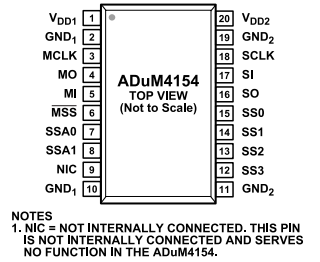 VDD1 1 20 VDD2
GND1 2 19 GND2
MCLK 3 18 SCLK
MO 4 ADuM4154 17 SI
MI 5 TOP VIEW 16 SO
MSS 6 (Not to Scale) 15 SS0
SSA0 7 14 SS1
SSA1 8 13 SS2
NIC 9 12 SS3
GND1 10 11 GND2
NOTES
1. NIC = NOT INTERNALLY CONNECTED. THIS PIN
IS NOT INTERNALLY CONNECTED AND SERVES
NO FUNCTION IN THE ADuM4154.